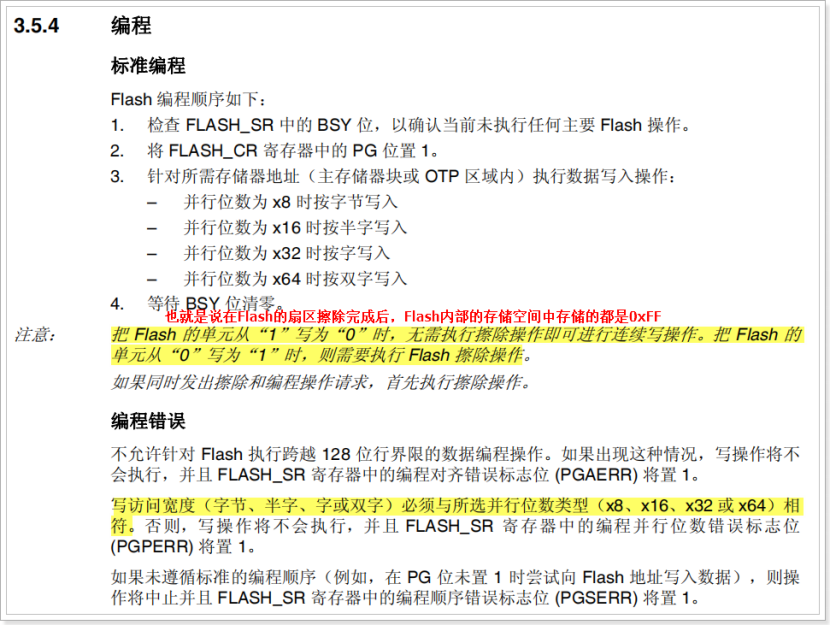 3.5.4 编程
标准编程
Flash 编程顺序如下：
1. 检查 FLASH_SR 中的 BSY 位，以确认当前未执行任何主要 Flash 操作。
2. 将 FLASH_CR 寄存器中的 PG 位置 1。
3. 针对所需存储器地址（主存储器块或 OTP 区域内）执行数据写入操作：
– 并行位数为 x8 时按字节写入
– 并行位数为 x16 时按半字写入
– 并行位数为 x32 时按字写入
– 并行位数为 x64 时按双字写入
4. 等待 BSY 位清零。
也就是说在Flash的扇区擦除完成后，Flash内部的存储空间中存储的都是0xFF
注意： 把 Flash 的单元从“1”写为“0”时，无需执行擦除操作即可进行连续写操作。把 Flash 的
单元从“0”写为“1”时，则需要执行 Flash 擦除操作。
如果同时发出擦除和编程操作请求，首先执行擦除操作。
编程错误
不允许针对 Flash 执行跨越 128 位行界限的数据编程操作。如果出现这种情况，写操作将不
会执行，并且 FLASH_SR 寄存器中的编程对齐错误标志位 (PGAERR) 将置 1。
写访问宽度（字节、半字、字或双字）必须与所选并行位数类型（x8、x16、x32 或 x64）相
符。否则，写操作将不会执行，并且 FLASH_SR 寄存器中的编程并行位数错误标志位
(PGPERR) 将置 1。
如果未遵循标准的编程顺序（例如，在 PG 位未置 1 时尝试向 Flash 地址写入数据），则操
作将中止并且 FLASH_SR 寄存器中的编程顺序错误标志位 (PGSERR) 将置 1。